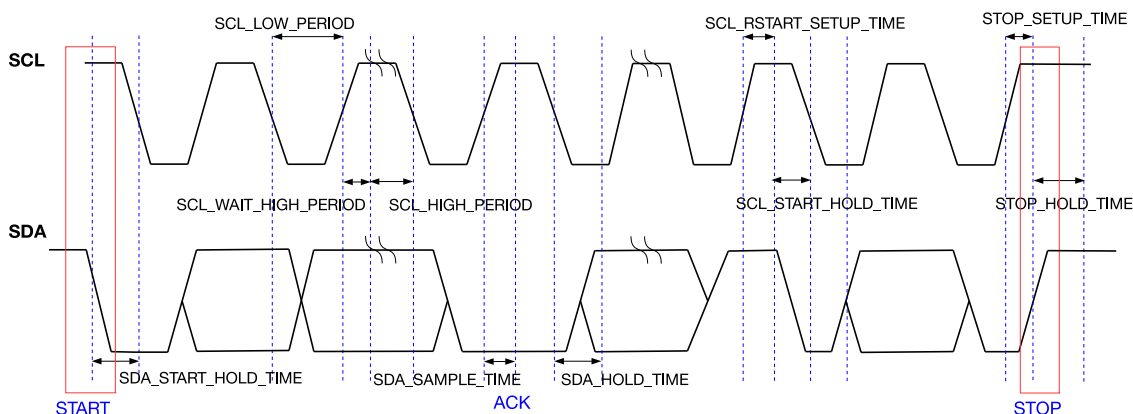 SCL_LOW_PERIOD
SCL_RSTART_SETUP_TIME
STOP_SETUP_TIME
SCL
SCL_WAIT_HIGH_PERIOD
SCL_HIGH_PERIOD
SCL_START_HOLD_TIME
STOP_HOLD_TIME
SDA
SDA_START_HOLD_TIME
SDA_SAMPLE_TIME
SDA_HOLD_TIME
START
ACK
STOP